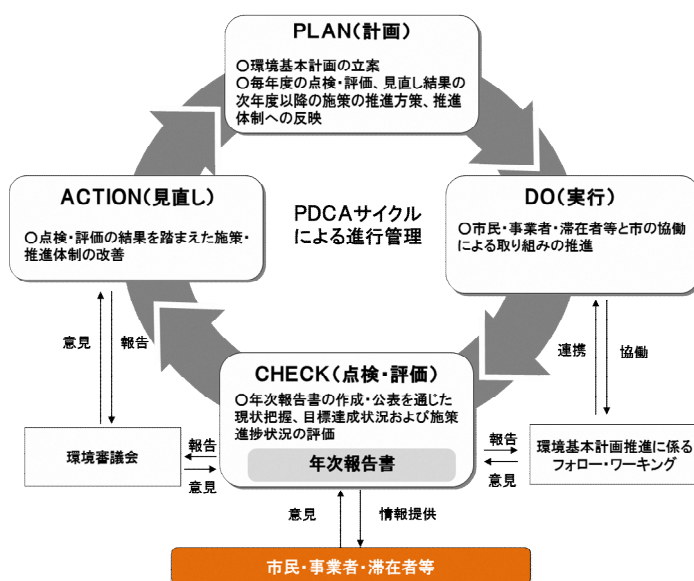 PLAN(計画)
○環境基本計画の立案
○毎年度の点検・評価、見直し結果の
次年度以降の施策の推進方策、推進
体制への反映
ACTION(見直し)
○点検・評価の結果を踏まえた施策・
推進体制の改善
PDCAサイクル
による進行管理
DO(実行)
○市民・事業者・滞在者等と市の協働
による取り組みの推進
意見
報告
連携
協働
CHECK(点検・評価)
○年次報告書の作成・公表を通じた
現状把握、目標達成状況および施策
進捗状況の評価
年次報告書
環境審議会
報告
意見
報告
意見
環境基本計画推進に係る
フォロー・ワーキング
意見
情報提供
市民・事業者・滞在者等